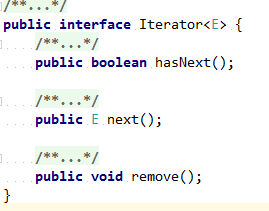 /**...*/
public interface Iterator<E> {
/**...*/
public boolean hasNext();
/**...*/
public E next();
/**...*/
public void remove();
}